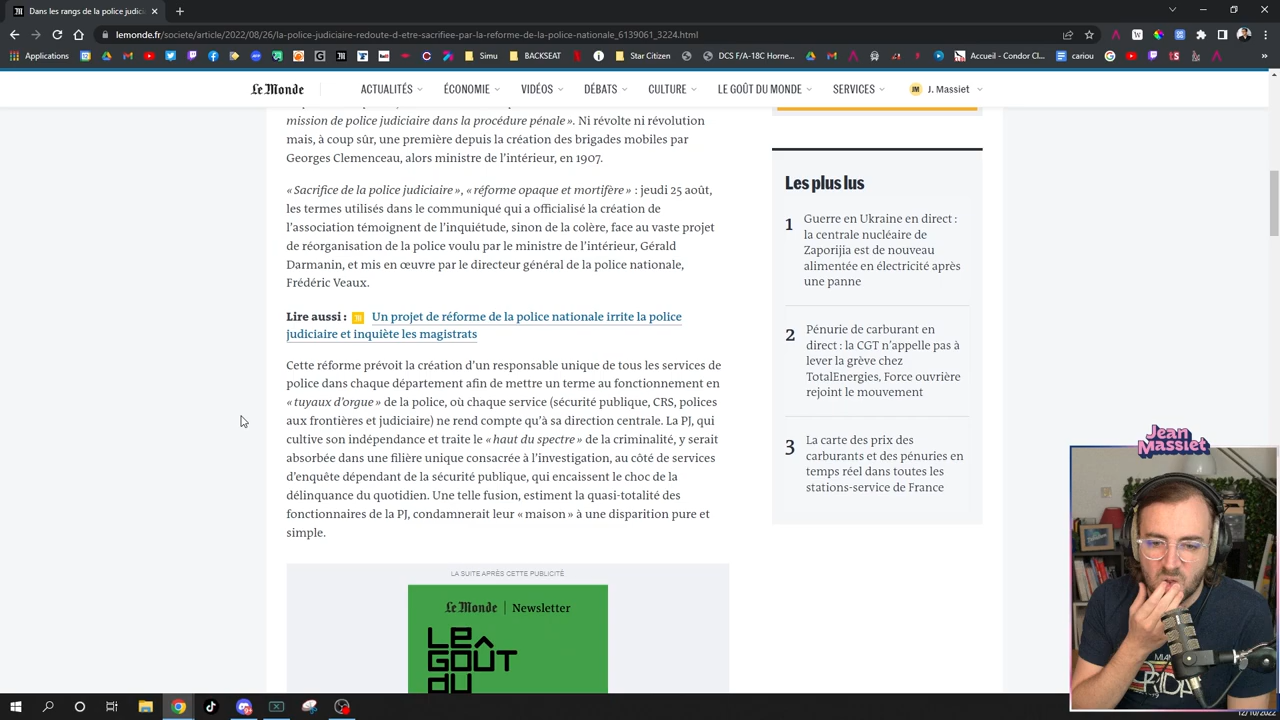 Dans les rangs de la police judici
lemonde.fr/societe/article/2022/08/26/la-police-judiciaire-redoute-d-etre-sacrifiee-par-la-reforme-de-la-police-nationale_6139061_3224.html
Applications
Simu
BACKSEAT
Star Citizen
DCS F/A-18C Horne...
Accueil - Condor Cl...
cariou
Le Monde
ACTUALITÉS
ÉCONOMIE
VIDÉOS
DÉBATS
CULTURE
LE GOÛT DU MONDE
SERVICES
JM
J. Massiet
mission de police judiciaire dans la procédure pénale ». Ni révolte ni révolution
mais, à coup sûr, une première depuis la création des brigades mobiles par
Georges Clemenceau, alors ministre de l'intérieur, en 1907.
« Sacrifice de la police judiciaire », « réforme opaque et mortifère » : jeudi 25 août,
les termes utilisés dans le communiqué qui a officialisé la création de
l'association témoignent de l'inquiétude, sinon de la colère, face au vaste projet
de réorganisation de la police voulu par le ministre de l'intérieur, Gérald
Darmanin, et mis en œuvre par le directeur général de la police nationale,
Frédéric Veaux.
Lire aussi : Un projet de réforme de la police nationale irrite la police
judiciaire et inquiète les magistrats
Cette réforme prévoit la création d'un responsable unique de tous les services de
police dans chaque département afin de mettre un terme au fonctionnement en
« tuyaux d'orgue » de la police, où chaque service (sécurité publique, CRS, polices
aux frontières et judiciaire) ne rend compte qu'à sa direction centrale. La PJ, qui
cultive son indépendance et traite le « haut du spectre » de la criminalité, y serait
absorbée dans une filière unique consacrée à l'investigation, au côté de services
d'enquête dépendant de la sécurité publique, qui encaissent le choc de la
délinquance du quotidien. Une telle fusion, estiment la quasi-totalité des
fonctionnaires de la PJ, condamnerait leur « maison » à une disparition pure et
simple.
LA SUITE APRÈS CETTE PUBLICITÉ
Le Monde | Newsletter
LE
GOÛT
DU
Les plus lus
1 Guerre en Ukraine en direct :
la centrale nucléaire de
Zaporijia est de nouveau
alimentée en électricité après
une panne
2 Pénurie de carburant en
direct : la CGT n'appelle pas à
lever la grève chez
TotalEnergies, Force ouvrière
rejoint le mouvement
3 La carte des prix des
carburants et des pénuries en
temps réel dans toutes les
stations-service de France
Jean
Massiet
12/10/2022